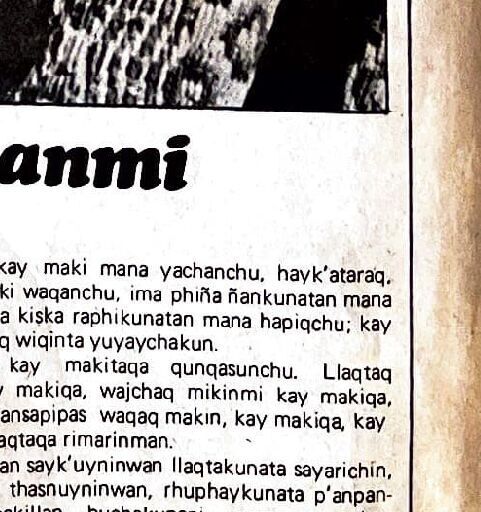 anmi
kay maki mana yachanchu, hayk'ataraq.
ki waqanchu, ima phiña ñankunatan mana
a kiska raphikunatan mana hapiqchu; kay
q wiqinta yuyaychakun.
kay makitaqa qunqasunchu. Llaqtaq
makiqa, wajchaq mikinmi kay makiqa,
ansapipas waqaq makin, kay makiqa, kay
aqtaqa rimarinman.
an sayk'uyninwan llaqtakunata sayarichin,
thasnuyninwan, rhuphaykunata p'anpan-